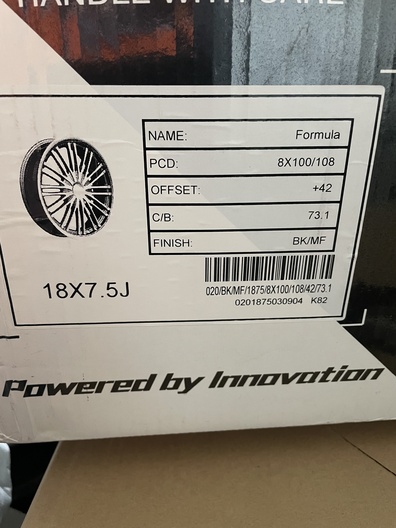 HANDLE WITH CARE
NAME: Formula
PCD: 8X100/108
OFFSET: +42
C/B: 73.1
FINISH: BK/MF
18X7.5J
020/BK/MF/1875/8X100/108/42/73.1
0201875030904 K82
Powered by Innovation